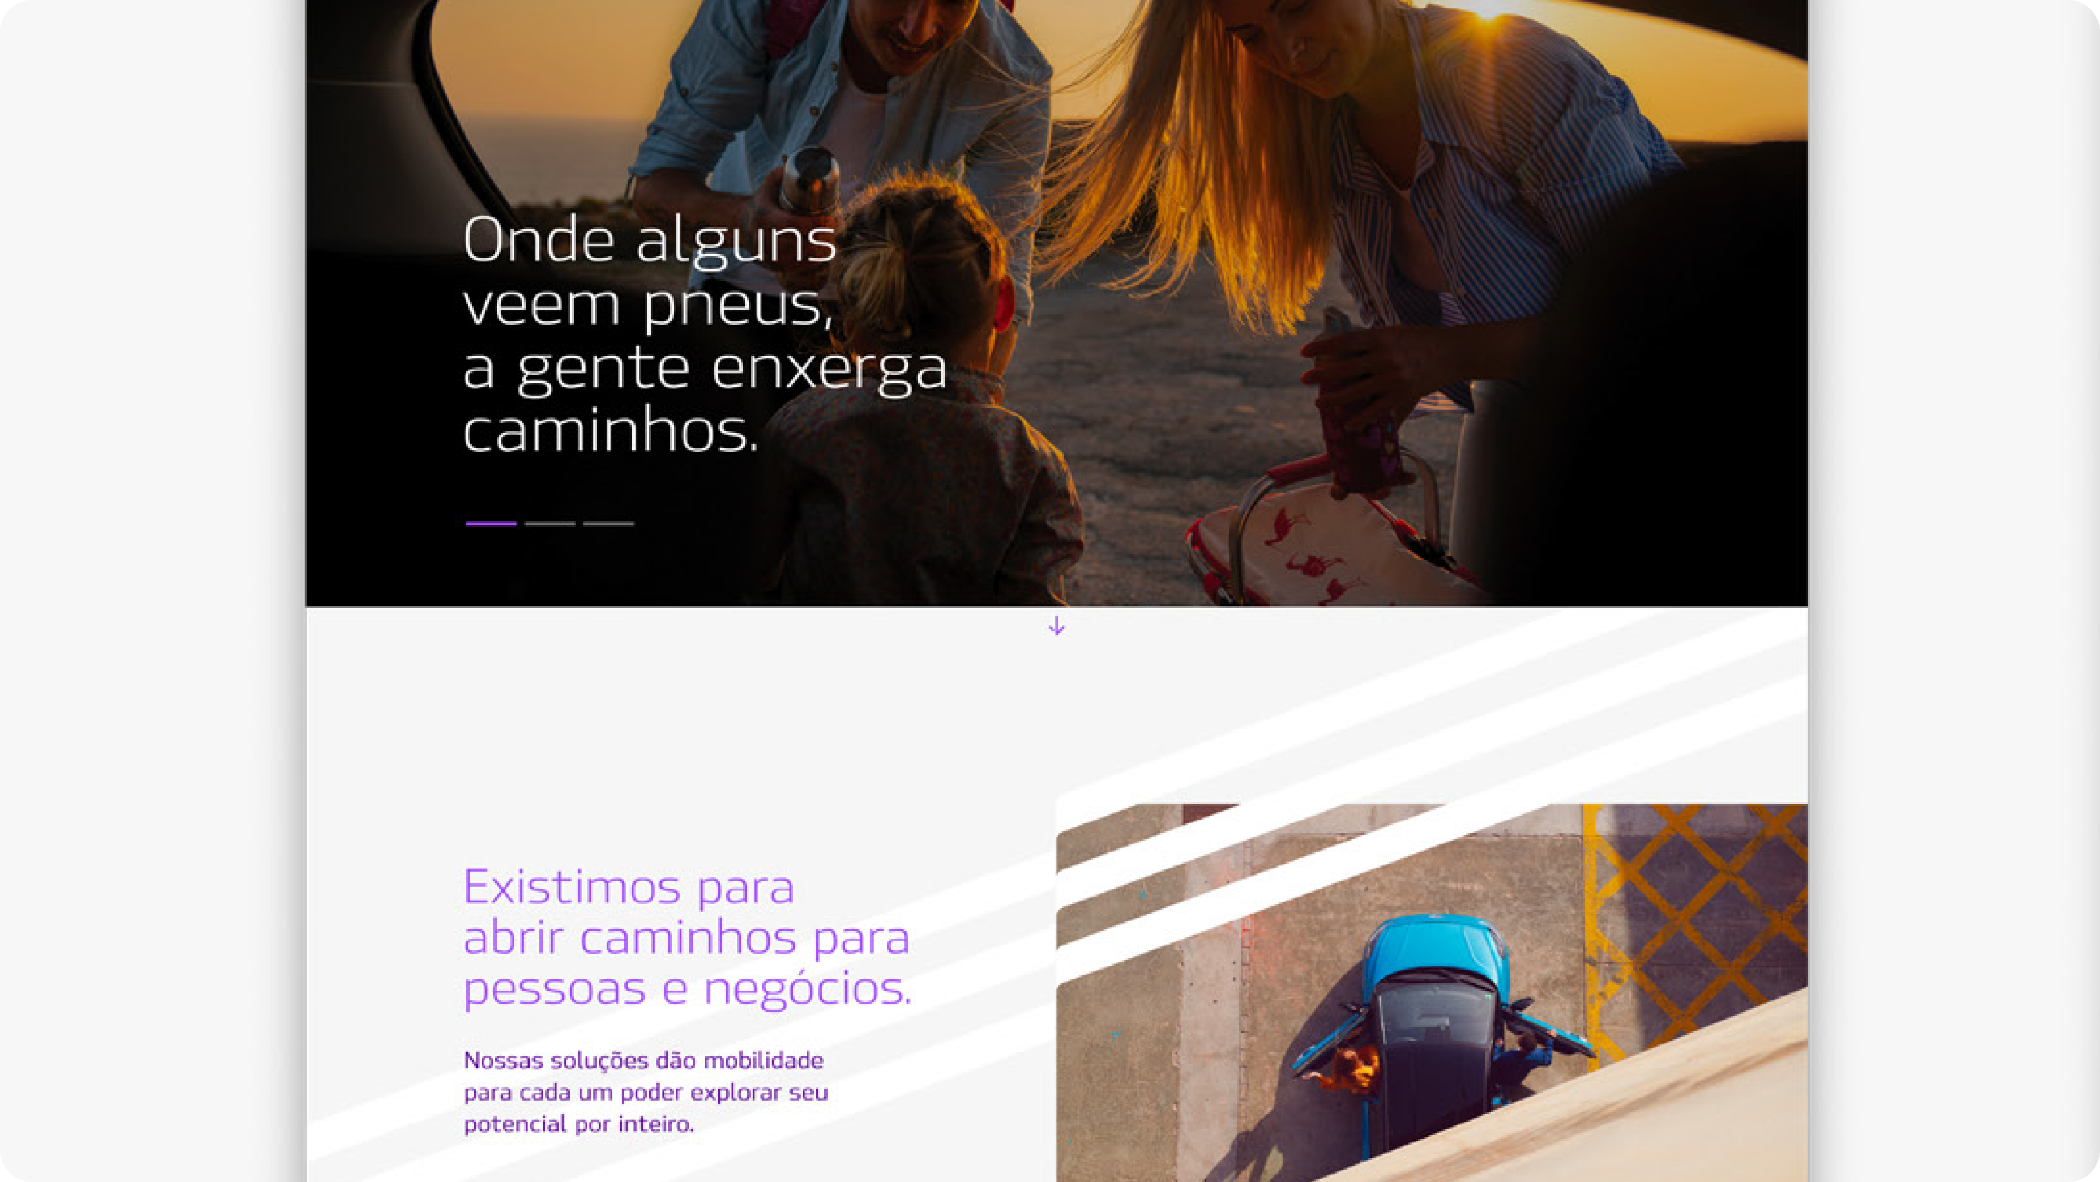 Onde alguns
veem pneus,
a gente enxerga
caminhos.
Existimos para
abrir caminhos para
pessoas e negócios.
Nossas soluções dão mobilidade
para cada um poder explorar seu
potencial por inteiro.